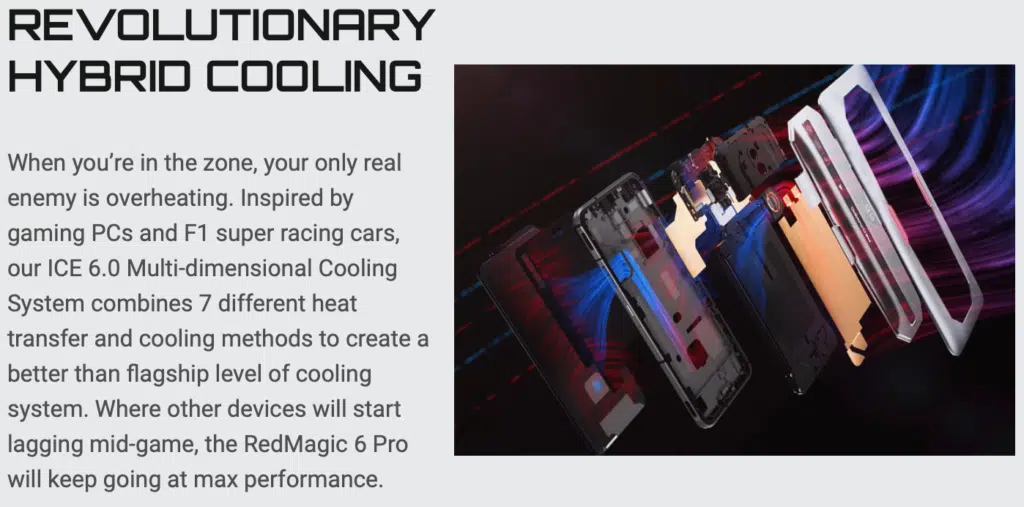 REVOLUTIONARY
HYBRID COOLING
When you’re in the zone, your only real
enemy is overheating. Inspired by
gaming PCs and F1 super racing cars,
our ICE 6.0 Multi-dimensional Cooling
System combines 7 different heat
transfer and cooling methods to create a
better than flagship level of cooling
system. Where other devices will start
lagging mid-game, the RedMagic 6 Pro
will keep going at max performance.